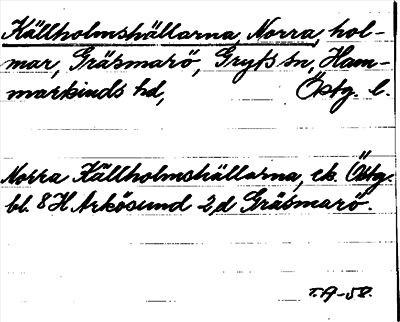 Källholmshällarna, Norra, hol-
mar, Gräsmarö, Gryts sn, Ham-
markinds hd, Östg. l.
Norra Källholmshällarna, ek. Östg.
bl. 8 H Arkösund 2,d Gräsmarö.
T.A-58.